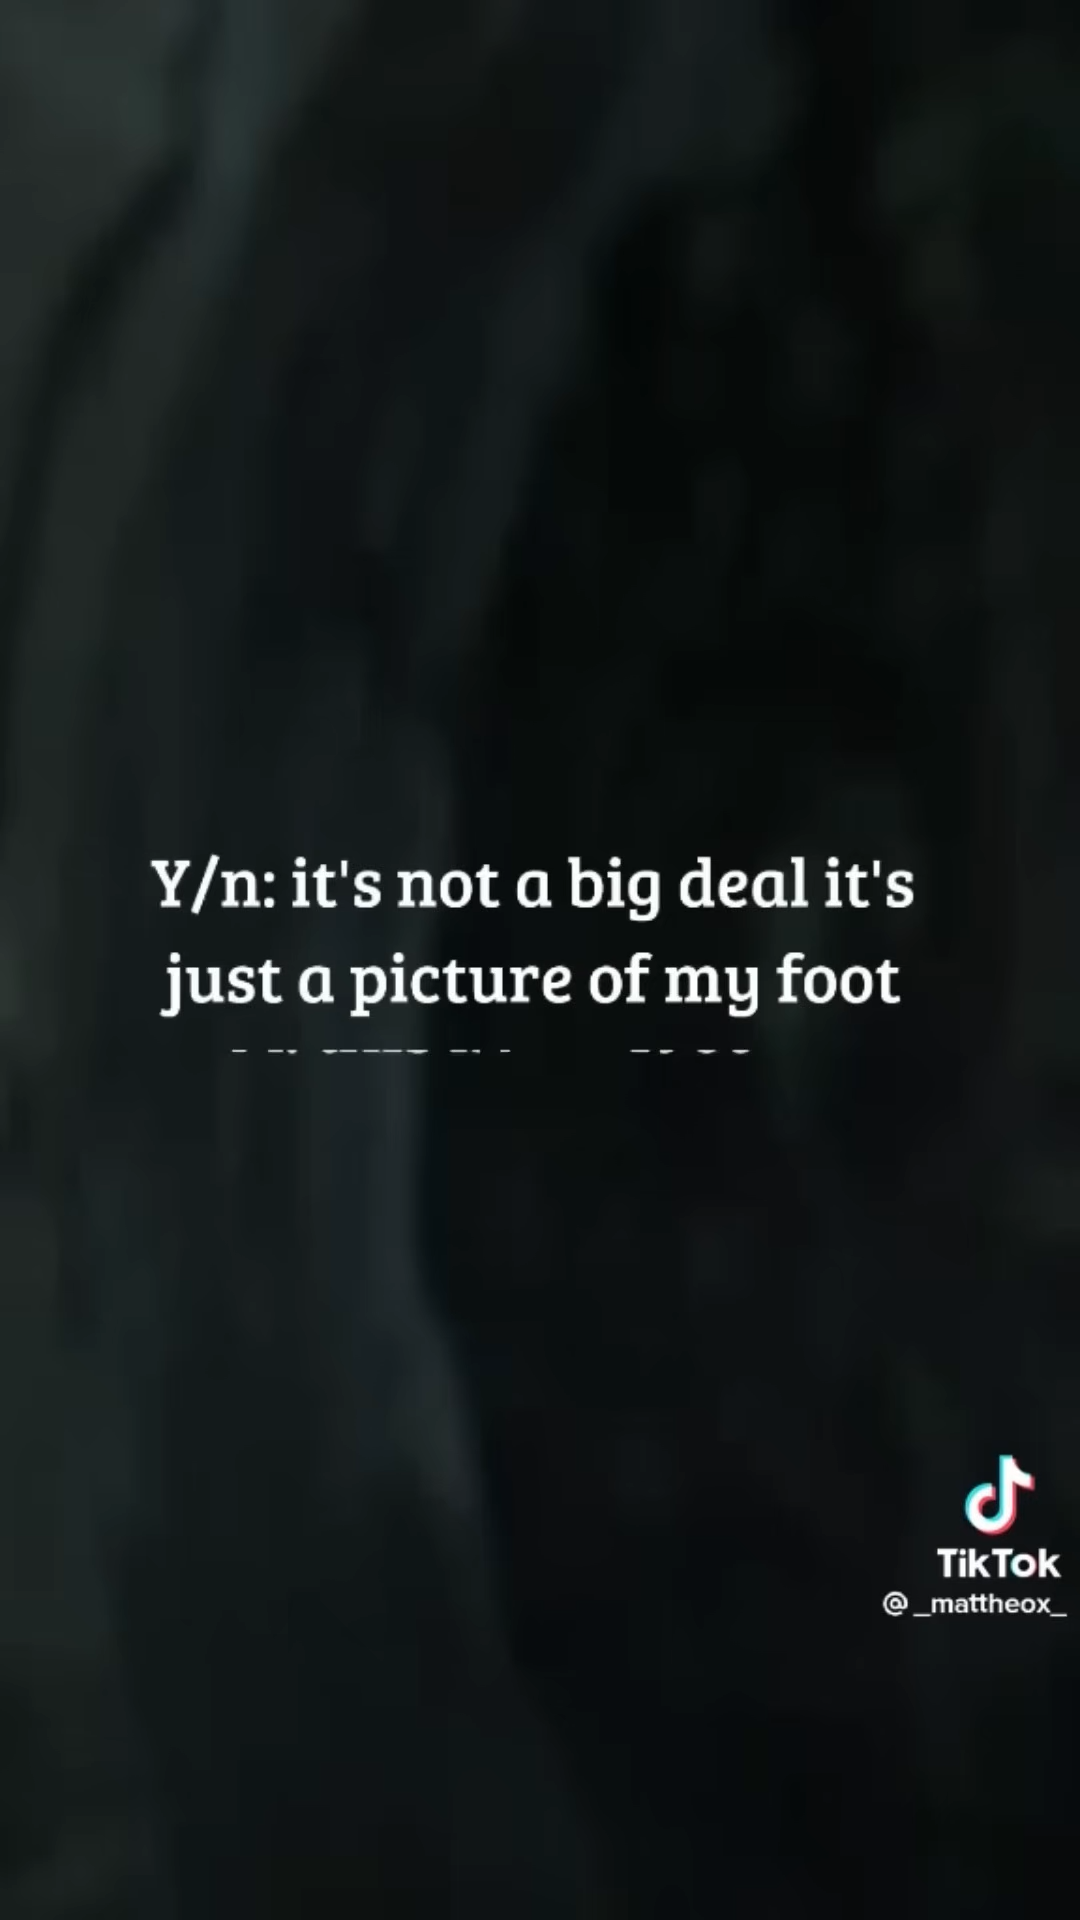 Y/n: it's not a big deal it's
just a picture of my foot
TikTok
@_mattheox_